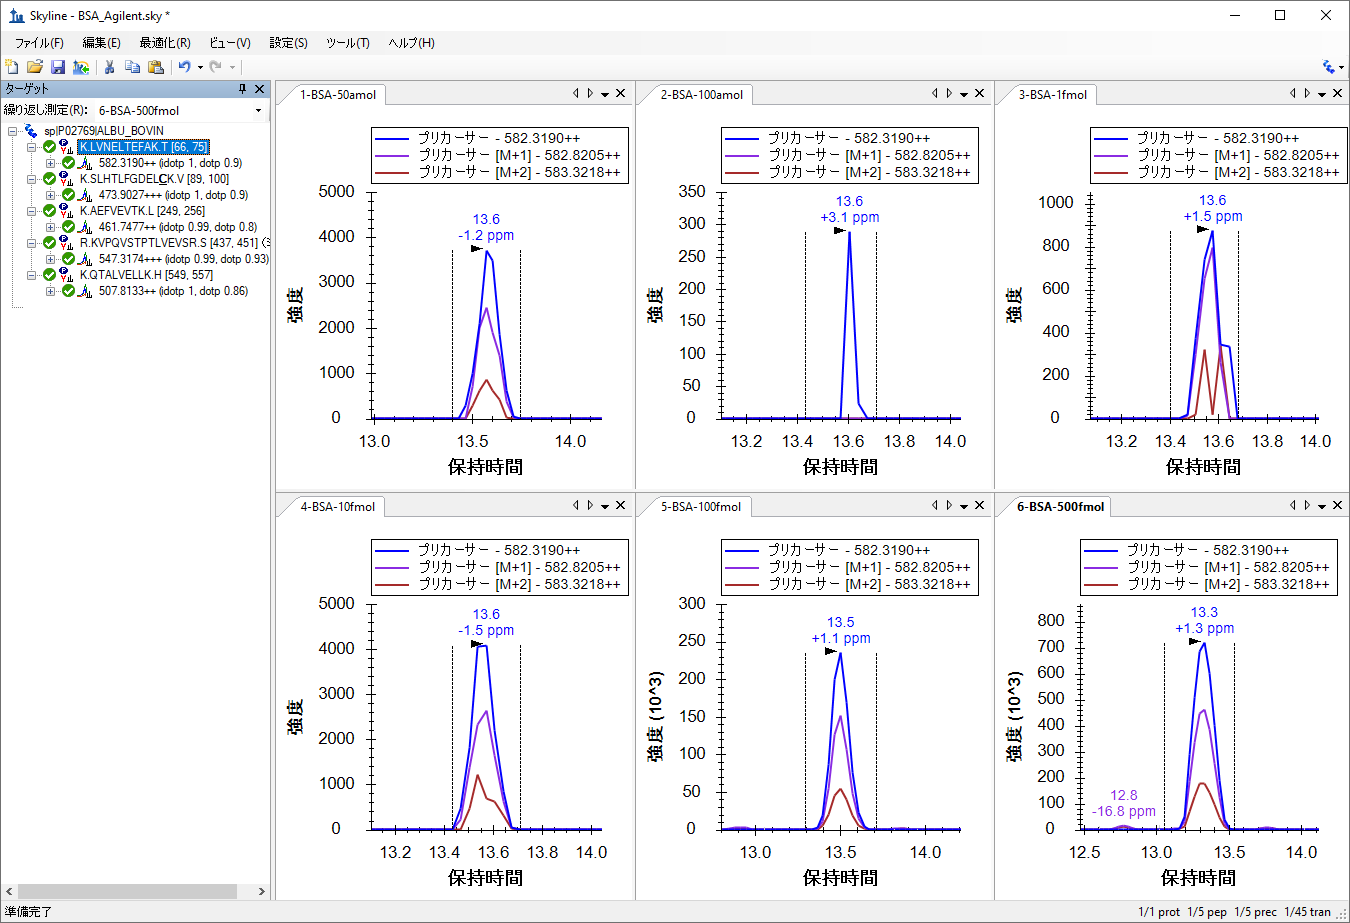 Skyline - BSA_Agilent.sky *
ファイル(F) 編集(E) 最適化(R) ビュー(V) 設定(S) ツール(T) ヘルプ(H)
ターゲット
繰り返し測定(R): 6-BSA-500fmol
sp|P02769|ALBU_BOVIN
K.LVNELTEFAK.T [66, 75]
582.3190++ (idotp 1, dotp 0.9)
K.SLHTLFGDELCK.V [89, 100]
473.9027+++ (idotp 1, dotp 0.9)
K.AEFVEVTK.L [249, 256]
461.7477++ (idotp 0.99, dotp 0.8)
R.KVPQVSTPTLVEVSR.S [437, 451] (ミ
547.3174+++ (idotp 0.99, dotp 0.93)
K.QTALVELLK.H [549, 557]
507.8133++ (idotp 1, dotp 0.86)
1-BSA-50amol
プリカーサー - 582.3190++
プリカーサー [M+1] - 582.8205++
プリカーサー [M+2] - 583.3218++
13.6
-1.2 ppm
強度
5000
4000
3000
2000
1000
0
13.0 13.5 14.0
保持時間
2-BSA-100amol
プリカーサー - 582.3190++
プリカーサー [M+1] - 582.8205++
プリカーサー [M+2] - 583.3218++
13.6
+3.1 ppm
強度
350
300
250
200
150
100
50
0
13.2 13.4 13.6 13.8 14.0
保持時間
3-BSA-1fmol
プリカーサー - 582.3190++
プリカーサー [M+1] - 582.8205++
プリカーサー [M+2] - 583.3218++
13.6
+1.5 ppm
強度
1000
800
600
400
200
0
13.2 13.4 13.6 13.8 14.0
保持時間
4-BSA-10fmol
プリカーサー - 582.3190++
プリカーサー [M+1] - 582.8205++
プリカーサー [M+2] - 583.3218++
13.6
-1.5 ppm
強度
5000
4000
3000
2000
1000
0
13.2 13.4 13.6 13.8 14.0
保持時間
5-BSA-100fmol
プリカーサー - 582.3190++
プリカーサー [M+1] - 582.8205++
プリカーサー [M+2] - 583.3218++
13.5
+1.1 ppm
強度 (10^3)
300
250
200
150
100
50
0
13.0 13.5 14.0
保持時間
6-BSA-500fmol
プリカーサー - 582.3190++
プリカーサー [M+1] - 582.8205++
プリカーサー [M+2] - 583.3218++
13.3
+1.3 ppm
12.8
-16.8 ppm
強度 (10^3)
800
700
600
500
400
300
200
100
0
12.5 13.0 13.5 14.0
保持時間
準備完了
1/1 prot 1/5 pep 1/5 prec 1/45 tran